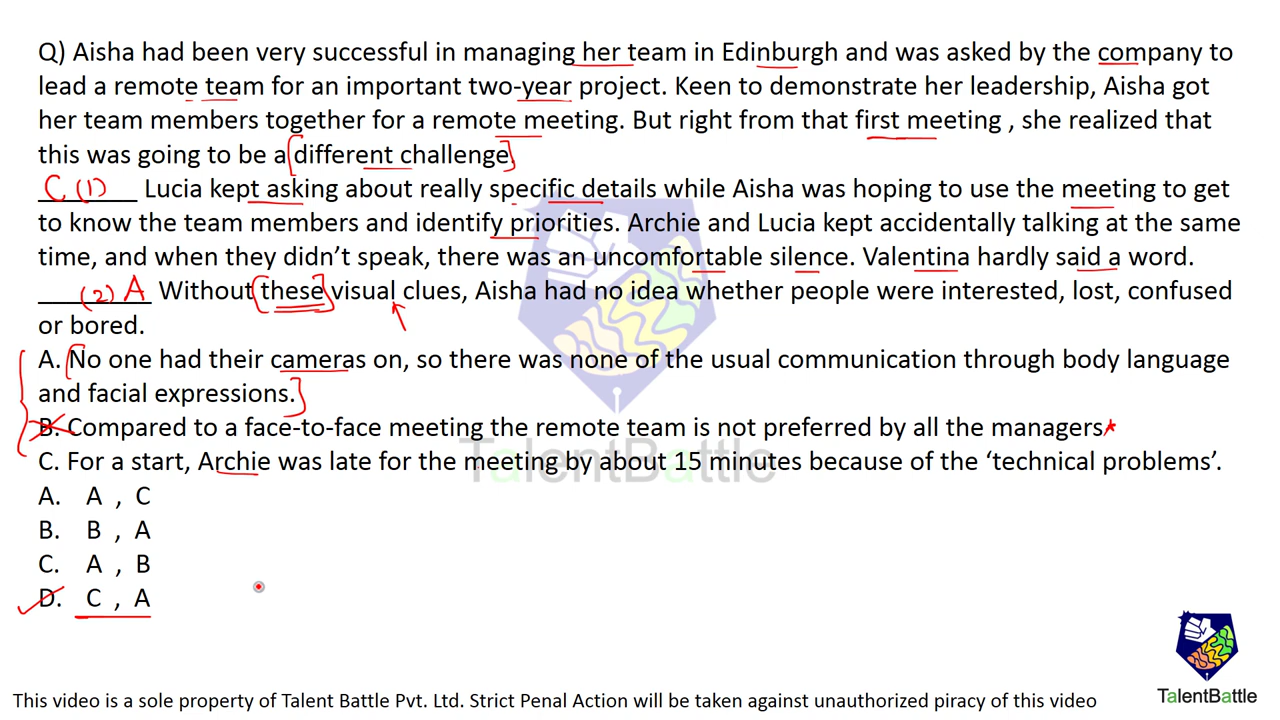 Q) Aisha had been very successful in managing her team in Edinburgh and was asked by the company to
lead a remote team for an important two-year project. Keen to demonstrate her leadership, Aisha got
her team members together for a remote meeting. But right from that first meeting , she realized that
this was going to be a different challenge.
C (1) ________ Lucia kept asking about really specific details while Aisha was hoping to use the meeting to get
to know the team members and identify priorities. Archie and Lucia kept accidentally talking at the same
time, and when they didn’t speak, there was an uncomfortable silence. Valentina hardly said a word.
_________ (2) A Without these visual clues, Aisha had no idea whether people were interested, lost, confused
or bored.
A. No one had their cameras on, so there was none of the usual communication through body language
and facial expressions.
B. Compared to a face-to-face meeting the remote team is not preferred by all the managers
C. For a start, Archie was late for the meeting by about 15 minutes because of the ‘technical problems’.
A. A , C
B. B , A
C. A , B
D. C , A
TalentBattle
TalentBattle
This video is a sole property of Talent Battle Pvt. Ltd. Strict Penal Action will be taken against unauthorized piracy of this video